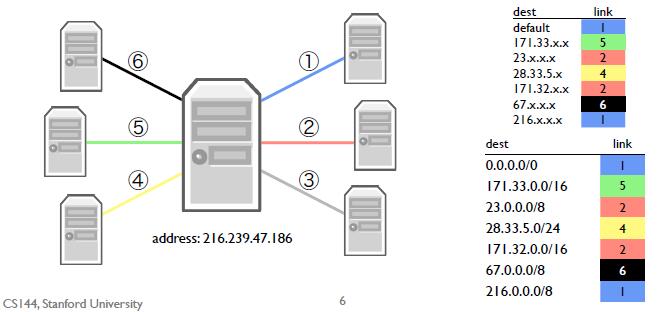 ⑥
①
⑤
②
④
③
address: 216.239.47.186
CS144, Stanford University
6
dest link
default 1
171.33.x.x 5
23.x.x.x 2
28.33.5.x 4
171.32.x.x 2
67.x.x.x 6
216.x.x.x 1
dest link
0.0.0.0/0 1
171.33.0.0/16 5
23.0.0.0/8 2
28.33.5.0/24 4
171.32.0.0/16 2
67.0.0.0/8 6
216.0.0.0/8 1